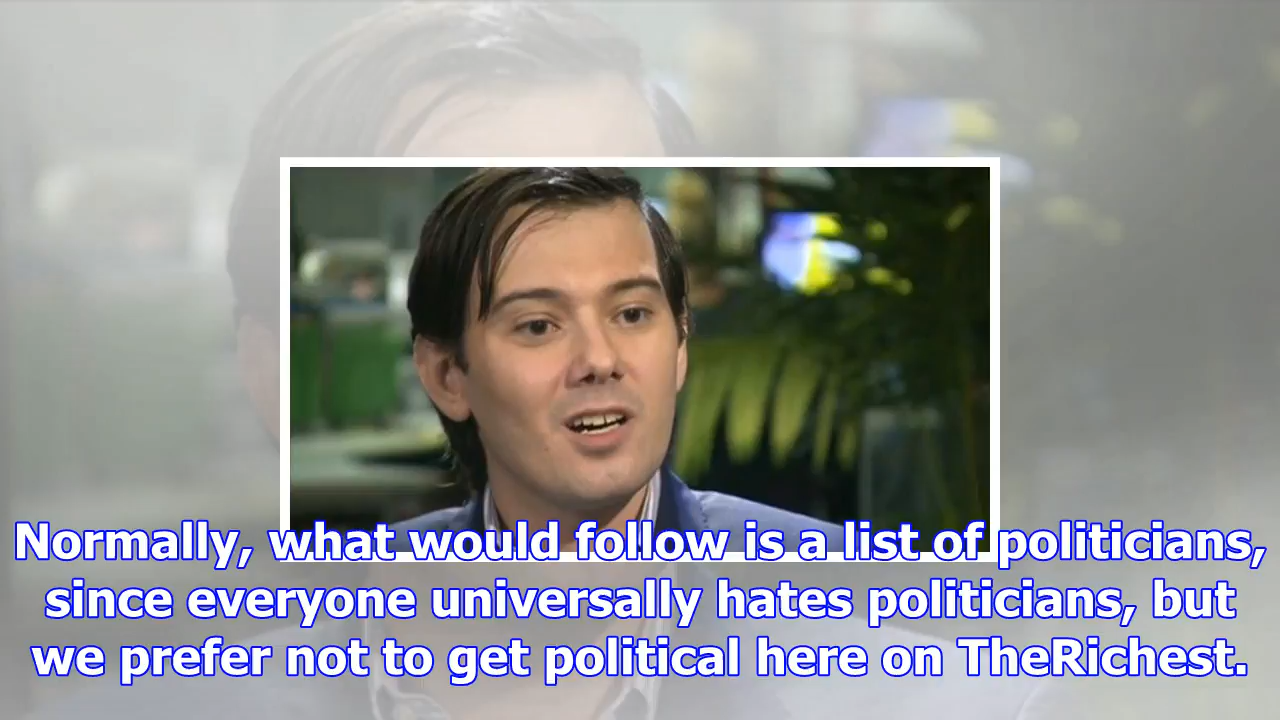 Normally, what would follow is a list of politicians,
since everyone universally hates politicians, but
we prefer not to get political here on TheRichest.